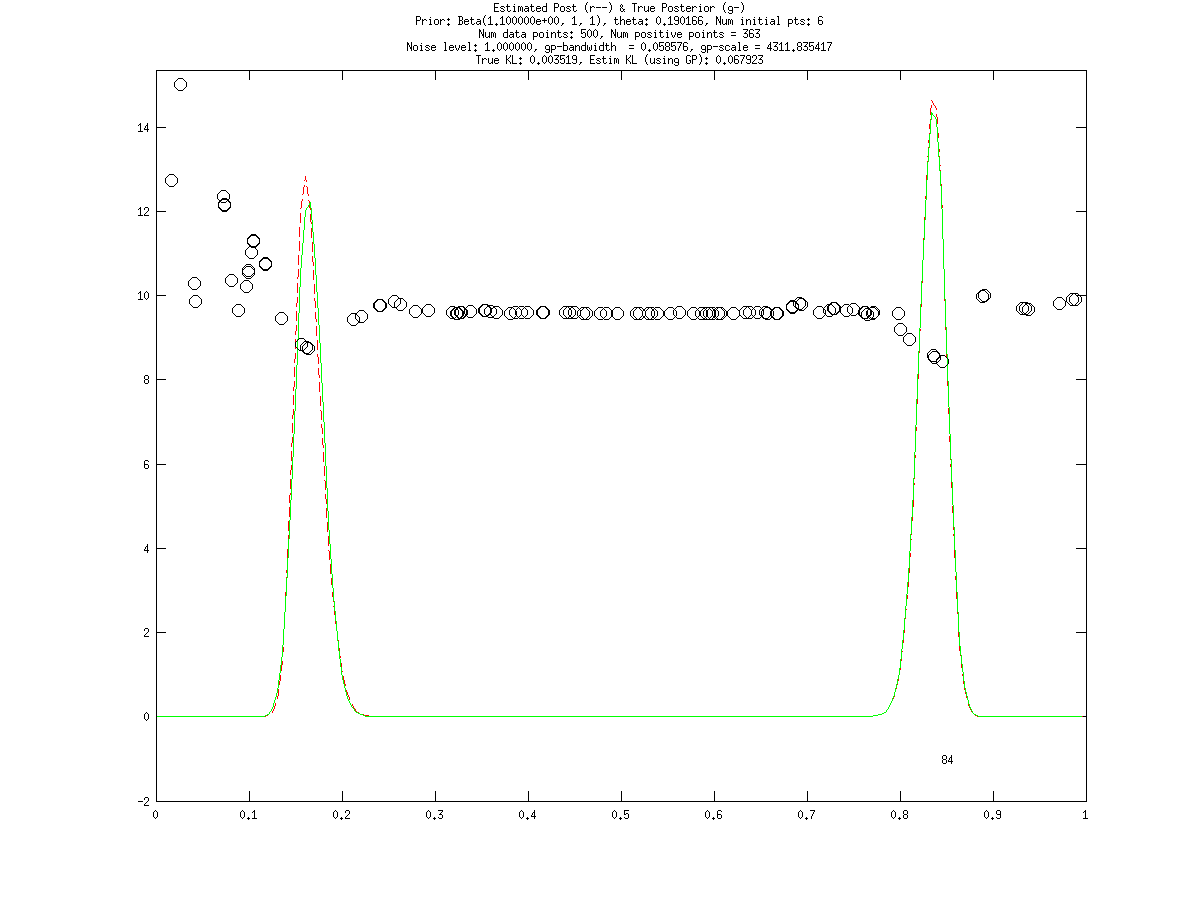 Estimated Post (r--) & True Posterior (g-)
Prior: Beta(1.100000e+00, 1, 1), theta: 0.190166, Num initial pts: 6
Num data points: 500, Num positive points = 363
Noise level: 1.000000, gp-bandwidth  = 0.058576, gp-scale = 4311.835417
True KL: 0.003519, Estim KL (using GP): 0.067923
14
12
10
8
6
4
2
0
84
-2
0 0.1 0.2 0.3 0.4 0.5 0.6 0.7 0.8 0.9 1